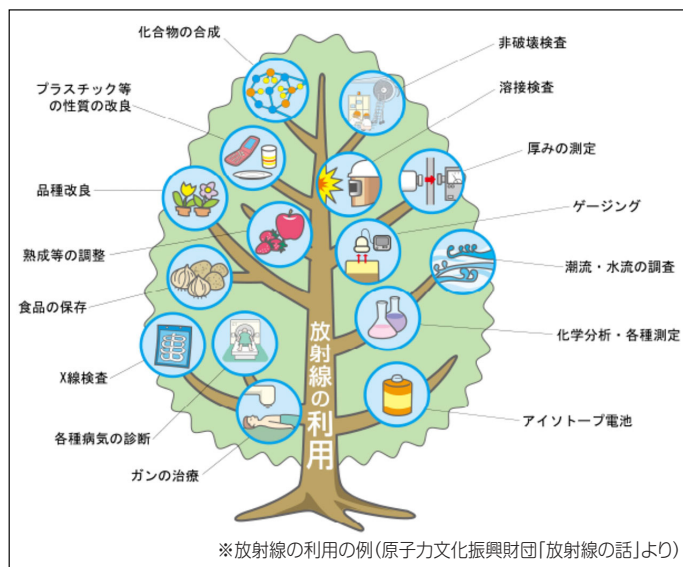 化合物の合成
プラスチック等
の性質の改良
品種改良
熟成等の調整
食品の保存
X線検査
各種病気の診断
ガンの治療
非破壊検査
溶接検査
厚みの測定
ゲージング
潮流・水流の調査
化学分析・各種測定
アイソトープ電池
放射線の利用
※放射線の利用の例(原子力文化振興財団「放射線の話」より)